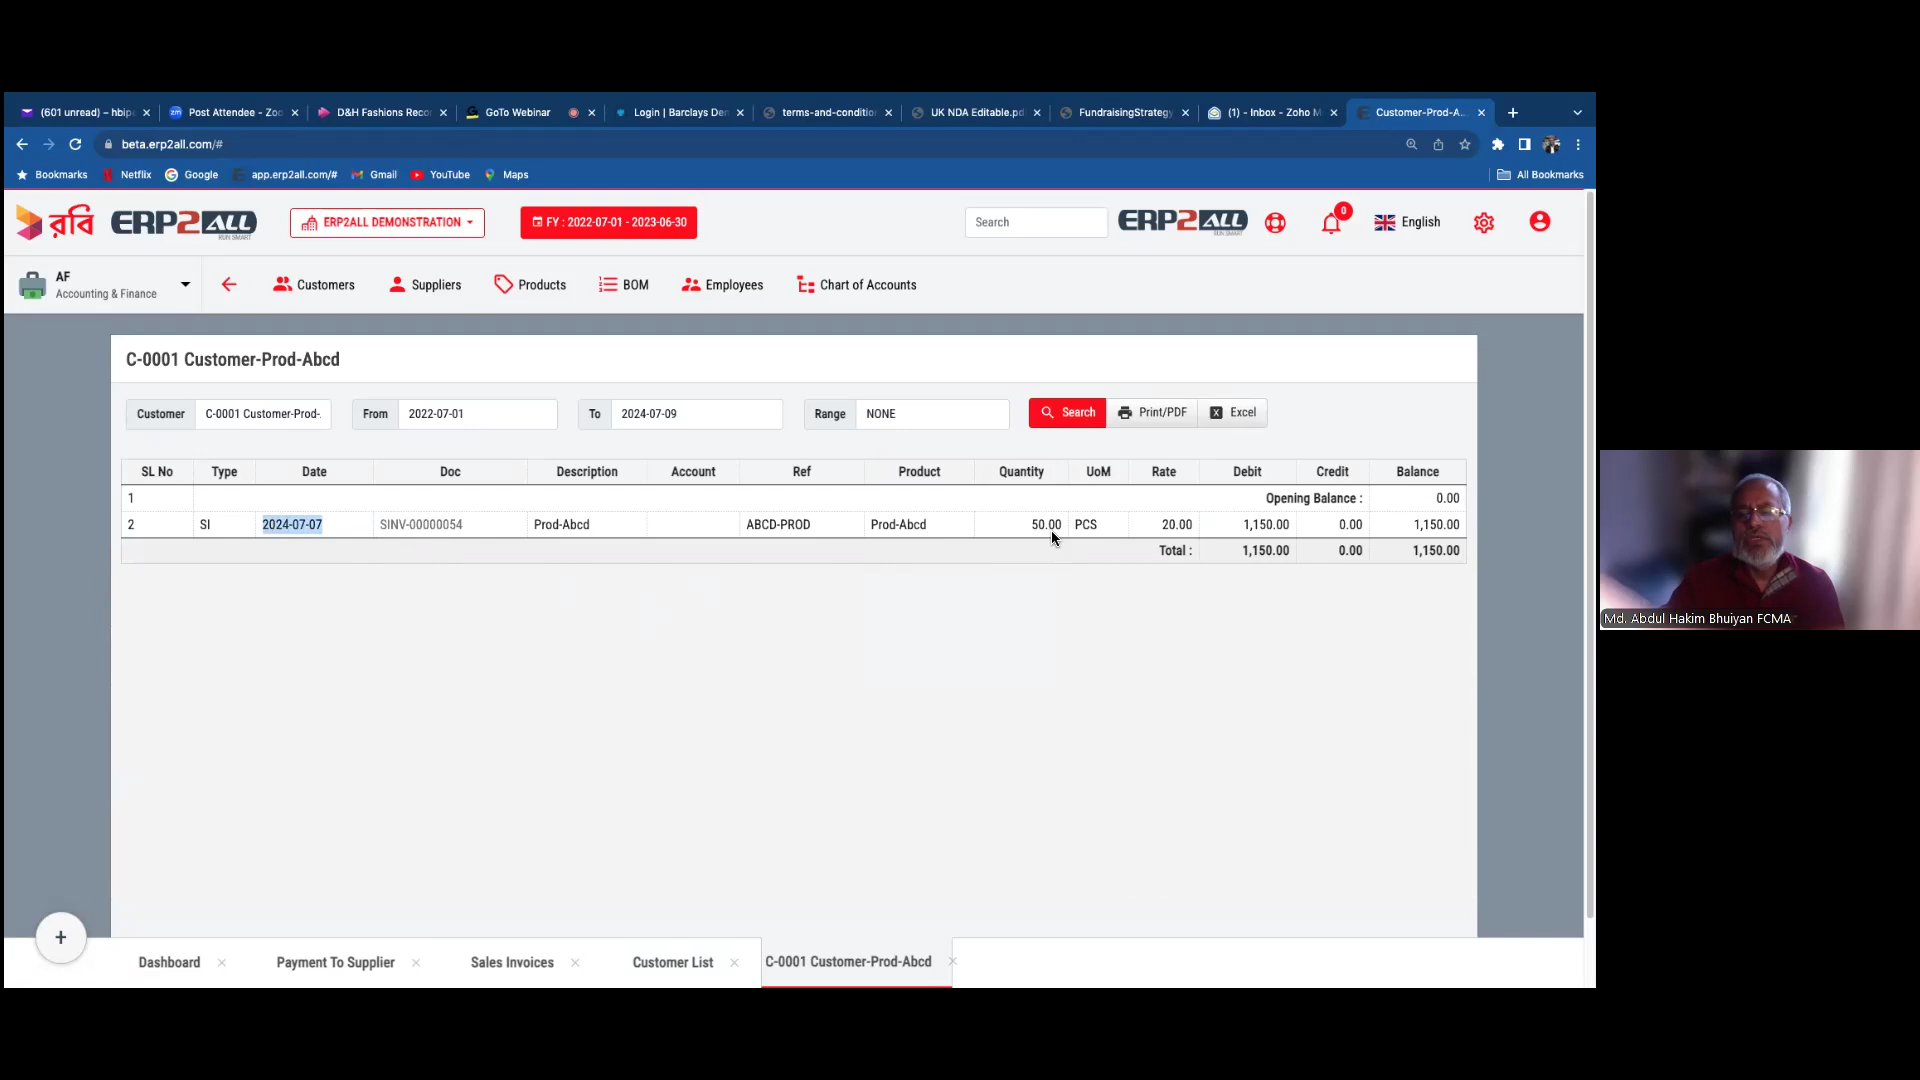 (601 unread) – hbip
Post Attendee - Zoo
D&H Fashions Reco
GoTo Webinar
Login | Barclays Der
terms-and-conditio
UK NDA Editable.pd
FundraisingStrategy
(1) - Inbox - Zoho M
Customer-Prod-A...
beta.erp2all.com/#
Bookmarks
Netflix
Google
app.erp2all.com/#
Gmail
YouTube
Maps
All Bookmarks
রবি
ERP2ALL
RUN SMART
ERP2ALL DEMONSTRATION
FY : 2022-07-01 - 2023-06-30
Search
ERP2ALL
RUN SMART
0
English
AF
Accounting & Finance
Customers
Suppliers
Products
BOM
Employees
Chart of Accounts
C-0001 Customer-Prod-Abcd
Customer C-0001 Customer-Prod-. From 2022-07-01 To 2024-07-09 Range NONE Search Print/PDF Excel
SL No Type Date Doc Description Account Ref Product Quantity UoM Rate Debit Credit Balance
1 Opening Balance : 0.00
2 SI 2024-07-07 SINV-00000054 Prod-Abcd ABCD-PROD Prod-Abcd 50.00 PCS 20.00 1,150.00 0.00 1,150.00
Total : 1,150.00 0.00 1,150.00
Md. Abdul Hakim Bhuiyan FCMA
Dashboard
Payment To Supplier
Sales Invoices
Customer List
C-0001 Customer-Prod-Abcd